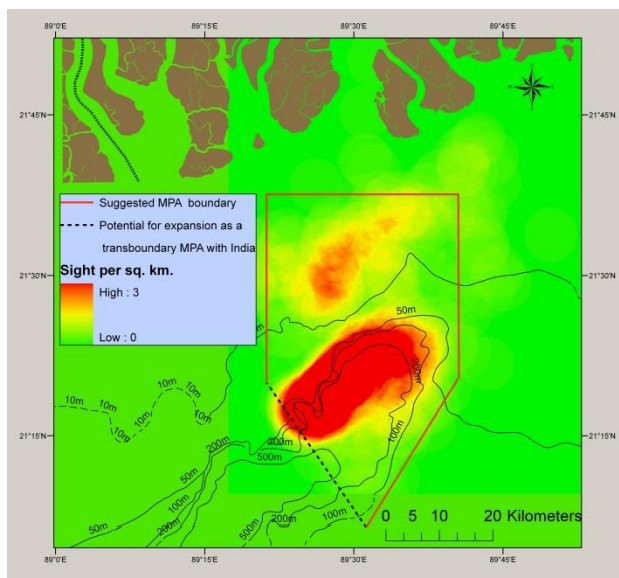 89°0'E 89°15'E 89°30'E 89°45'E
21°45'N 21°45'N
Suggested MPA boundary
Potential for expansion as a
transboundary MPA with India
Sight per sq. km.
High : 3
Low : 0
21°30'N 21°30'N
10m
50m
200m
10m
10m
10m
10m
10m
10m
21°15'N 21°15'N
100m
200m
200m
500m
50m
100m
200m
50m
100m
500m
200m
0 5 10 20 Kilometers
89°0'E 89°15'E 89°30'E 89°45'E